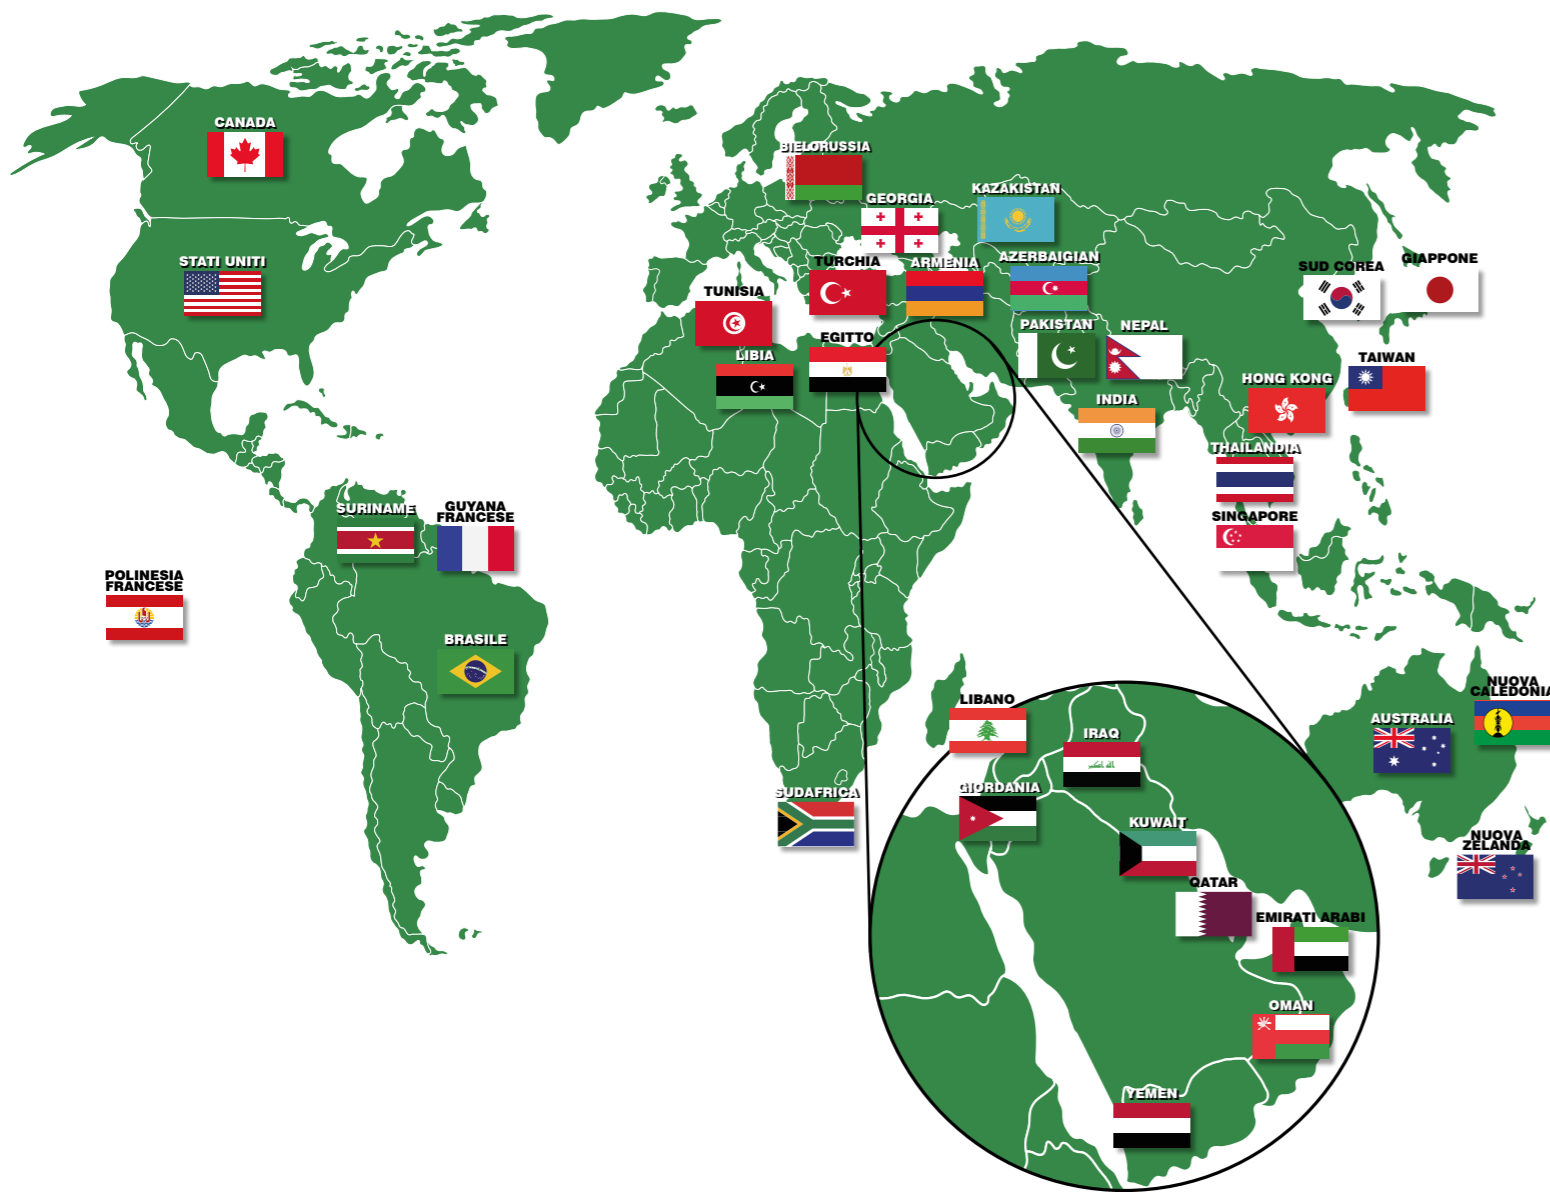 CANADA
STATI UNITI
SURINAME
GUYANA
FRANCESE
POLINESIA
FRANCESE
BRASILE
BIELORUSSIA
GEORGIA
KAZAKISTAN
TURCHIA
ARMENIA
AZERBAIGIAN
TUNISIA
LIBIA
EGITTO
PAKISTAN
NEPAL
INDIA
SUD COREA
GIAPPONE
TAIWAN
HONG KONG
THAILANDIA
SINGAPORE
SUDAFRICA
LIBANO
IRAQ
GIORDANIA
KUWAIT
QATAR
EMIRATI ARABI
OMAN
YEMEN
AUSTRALIA
NUOVA
CALEDONIA
NUOVA
ZELANDA